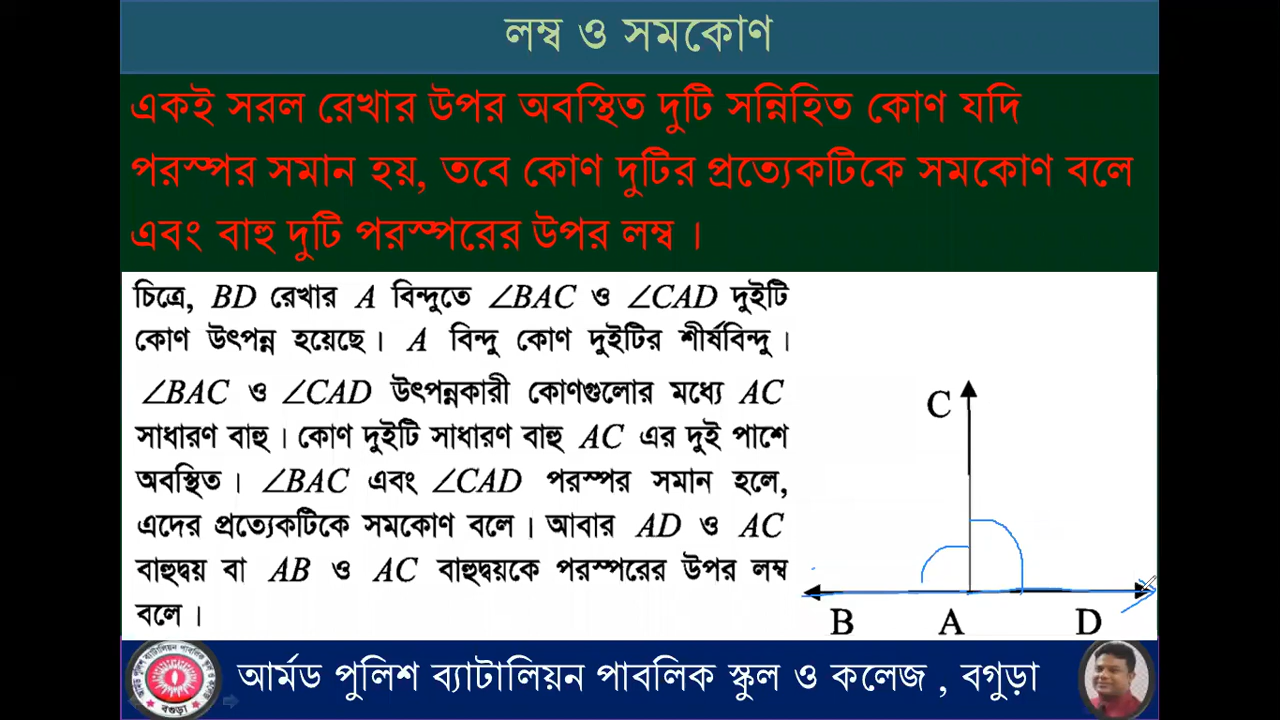 লম্ব ও সমকোণ
একই সরল রেখার উপর অবস্থিত দুটি সন্নিহিত কোণ যদি
পরস্পর সমান হয়, তবে কোণ দুটির প্রত্যেকটিকে সমকোণ বলে
এবং বাহু দুটি পরস্পরের উপর লম্ব ।
চিত্রে, BD রেখার A বিন্দুতে ∠BAC ও ∠CAD দুইটি
কোণ উৎপন্ন হয়েছে। A বিন্দু কোণ দুইটির শীর্ষবিন্দু।
∠BAC ও ∠CAD উৎপন্নকারী কোণগুলোর মধ্যে AC
সাধারণ বাহু। কোণ দুইটি সাধারণ বাহু AC এর দুই পাশে
অবস্থিত। ∠BAC এবং ∠CAD পরস্পর সমান হলে,
এদের প্রত্যেকটিকে সমকোণ বলে। আবার AD ও AC
বাহুদ্বয় বা AB ও AC বাহুদ্বয়কে পরস্পরের উপর লম্ব
বলে।
C
B A D
আর্মড পুলিশ ব্যাটালিয়ন পাবলিক স্কুল ও কলেজ , বগুড়া
বগুড়া